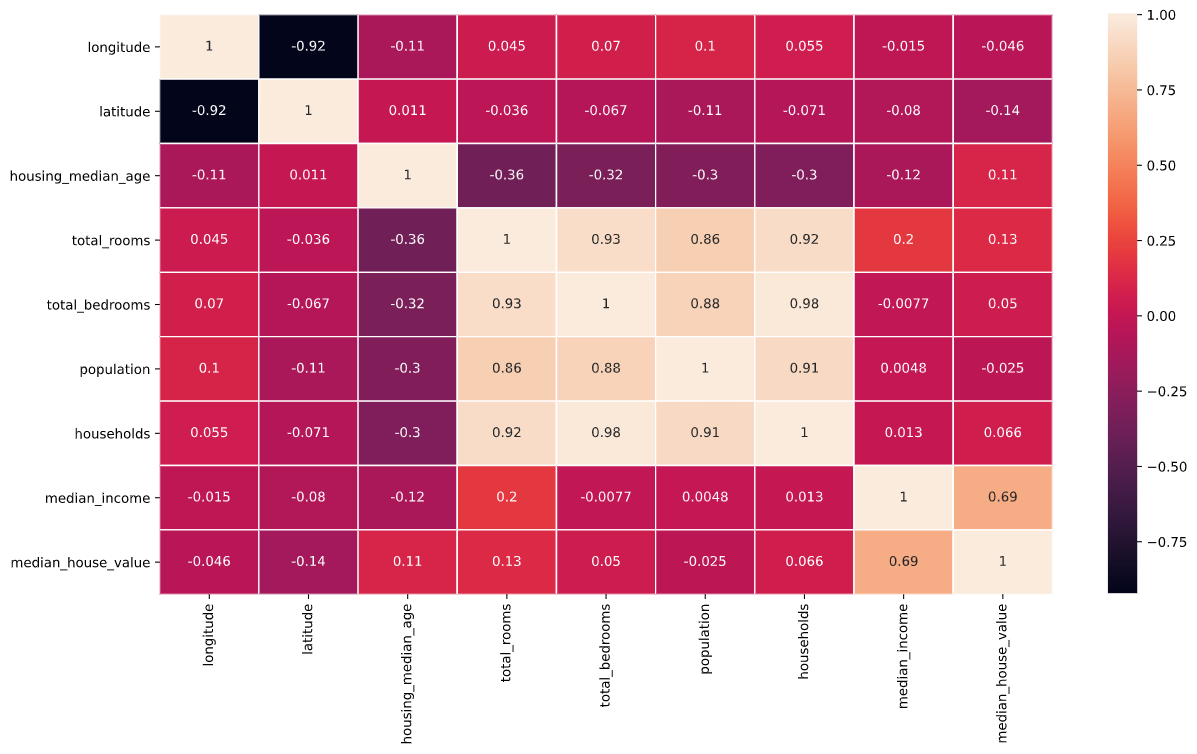 longitude 1 -0.92 -0.11 0.045 0.07 0.1 0.055 -0.015 -0.046
latitude -0.92 1 0.011 -0.036 -0.067 -0.11 -0.071 -0.08 -0.14
housing_median_age -0.11 0.011 1 -0.36 -0.32 -0.3 -0.3 -0.12 0.11
total_rooms 0.045 -0.036 -0.36 1 0.93 0.86 0.92 0.2 0.13
total_bedrooms 0.07 -0.067 -0.32 0.93 1 0.88 0.98 -0.0077 0.05
population 0.1 -0.11 -0.3 0.86 0.88 1 0.91 0.0048 -0.025
households 0.055 -0.071 -0.3 0.92 0.98 0.91 1 0.013 0.066
median_income -0.015 -0.08 -0.12 0.2 -0.0077 0.0048 0.013 1 0.69
median_house_value -0.046 -0.14 0.11 0.13 0.05 -0.025 0.066 0.69 1
longitude
latitude
housing_median_age
total_rooms
total_bedrooms
population
households
median_income
median_house_value
1.00
0.75
0.50
0.25
0.00
−0.25
−0.50
−0.75